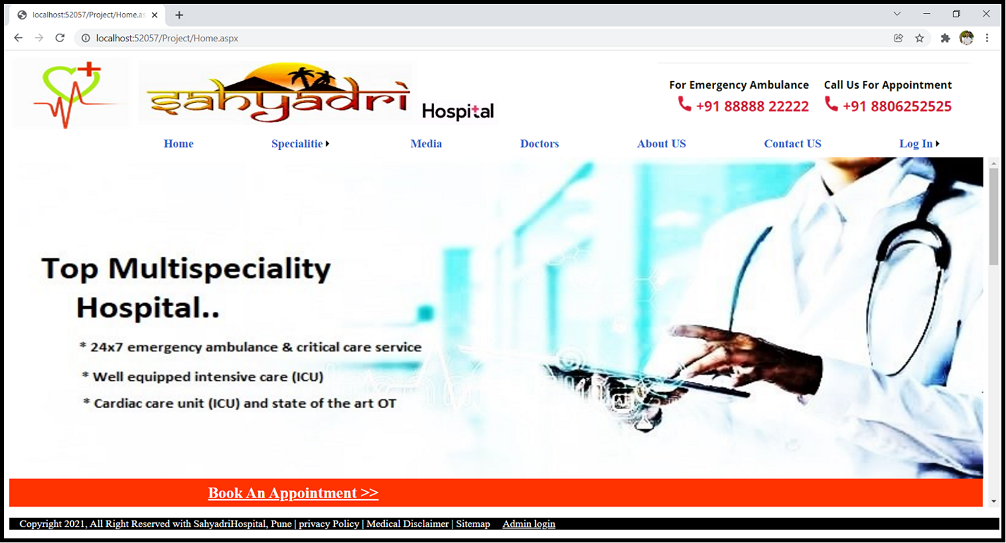 localhost:52057/Project/Home.as
localhost:52057/Project/Home.aspx
sahyadri Hospital
For Emergency Ambulance Call Us For Appointment
+91 88888 22222 +91 8806252525
Home Specialitie Media Doctors About US Contact US Log In
Top Multispeciality
Hospital..
* 24x7 emergency ambulance & critical care service
* Well equipped intensive care (ICU)
* Cardiac care unit (ICU) and state of the art OT
Book An Appointment >>
Copyright 2021, All Right Reserved with SahyadriHospital, Pune | privacy Policy | Medical Disclaimer | Sitemap Admin login